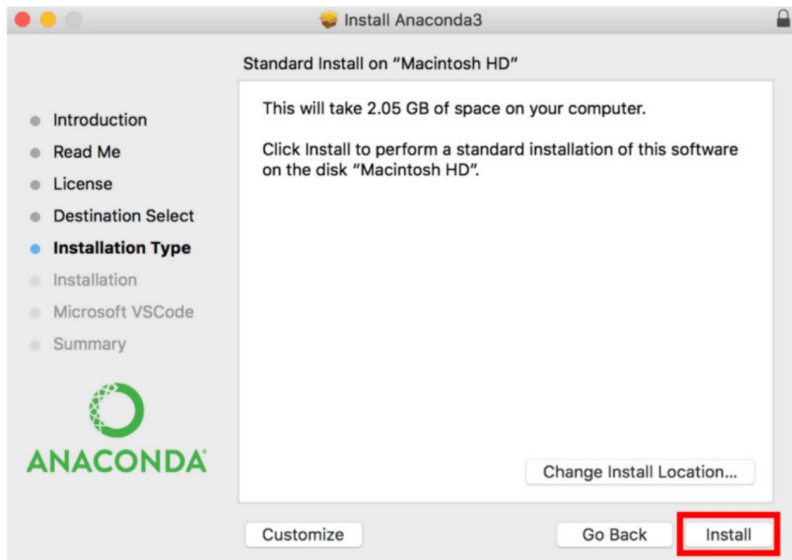 Install Anaconda3
Standard Install on “Macintosh HD”
Introduction
Read Me
License
Destination Select
Installation Type
Installation
Microsoft VSCode
Summary
ANACONDA
This will take 2.05 GB of space on your computer.
Click Install to perform a standard installation of this software
on the disk “Macintosh HD”.
Change Install Location...
Customize
Go Back
Install